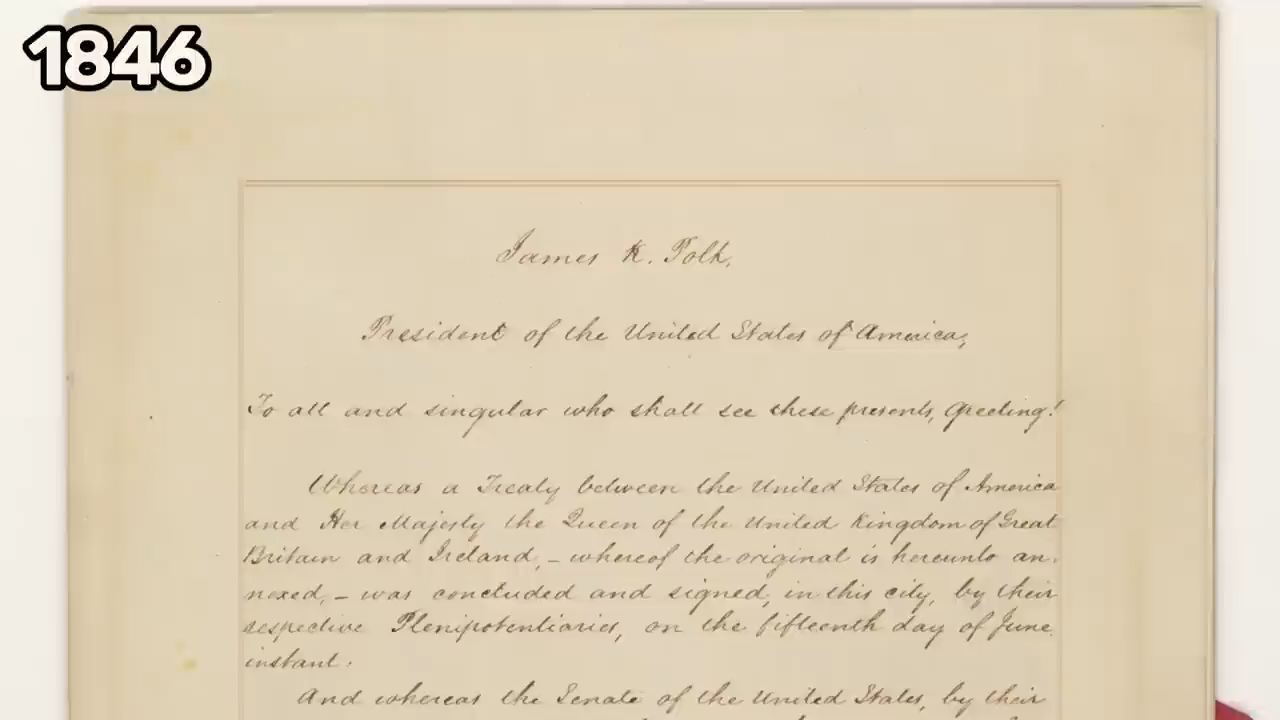 1846
James K. Polk,
President of the United States of America,
To all and singular who shall see these presents, Greeting!
Whereas a Treaty between the United States of America
and Her Majesty the Queen of the United Kingdom of Great
Britain and Ireland, – whereof the original is hereunto an-
nexed, – was concluded and signed, in this city, by their
respective Plenipotentiaries, on the fifteenth day of June
instant.
And whereas the Senate of the United States, by their